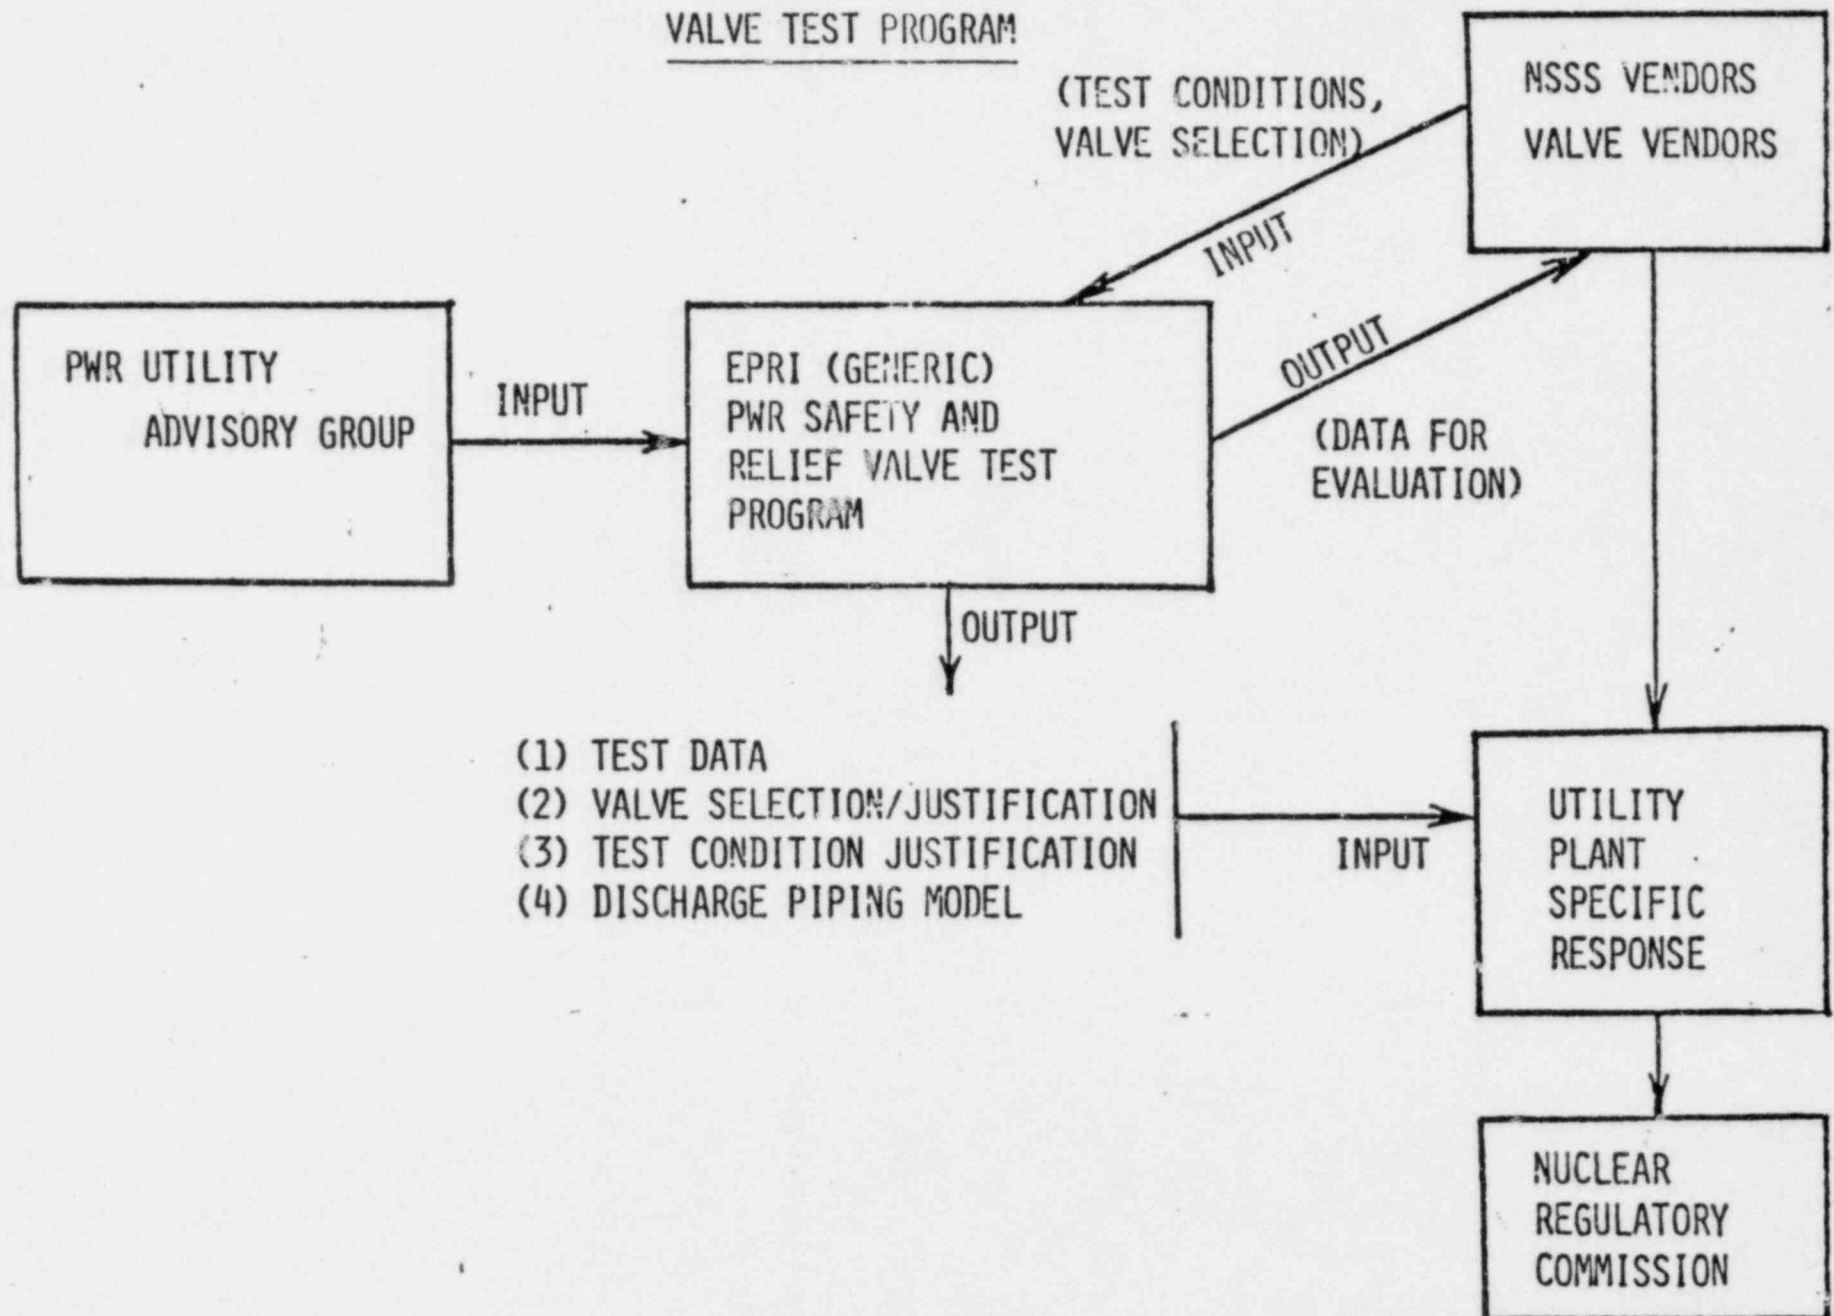 VALVE TEST PROGRAM
NSSS VENDORS
VALVE VENDORS
(TEST CONDITIONS,
VALVE SELECTION)
INPUT
PWR UTILITY
ADVISORY GROUP
INPUT
EPRI (GENERIC)
PWR SAFETY AND
RELIEF VALVE TEST
PROGRAM
OUTPUT
(DATA FOR
EVALUATION)
OUTPUT
(1) TEST DATA
(2) VALVE SELECTION/JUSTIFICATION
(3) TEST CONDITION JUSTIFICATION
(4) DISCHARGE PIPING MODEL
INPUT
UTILITY
PLANT
SPECIFIC
RESPONSE
NUCLEAR
REGULATORY
COMMISSION